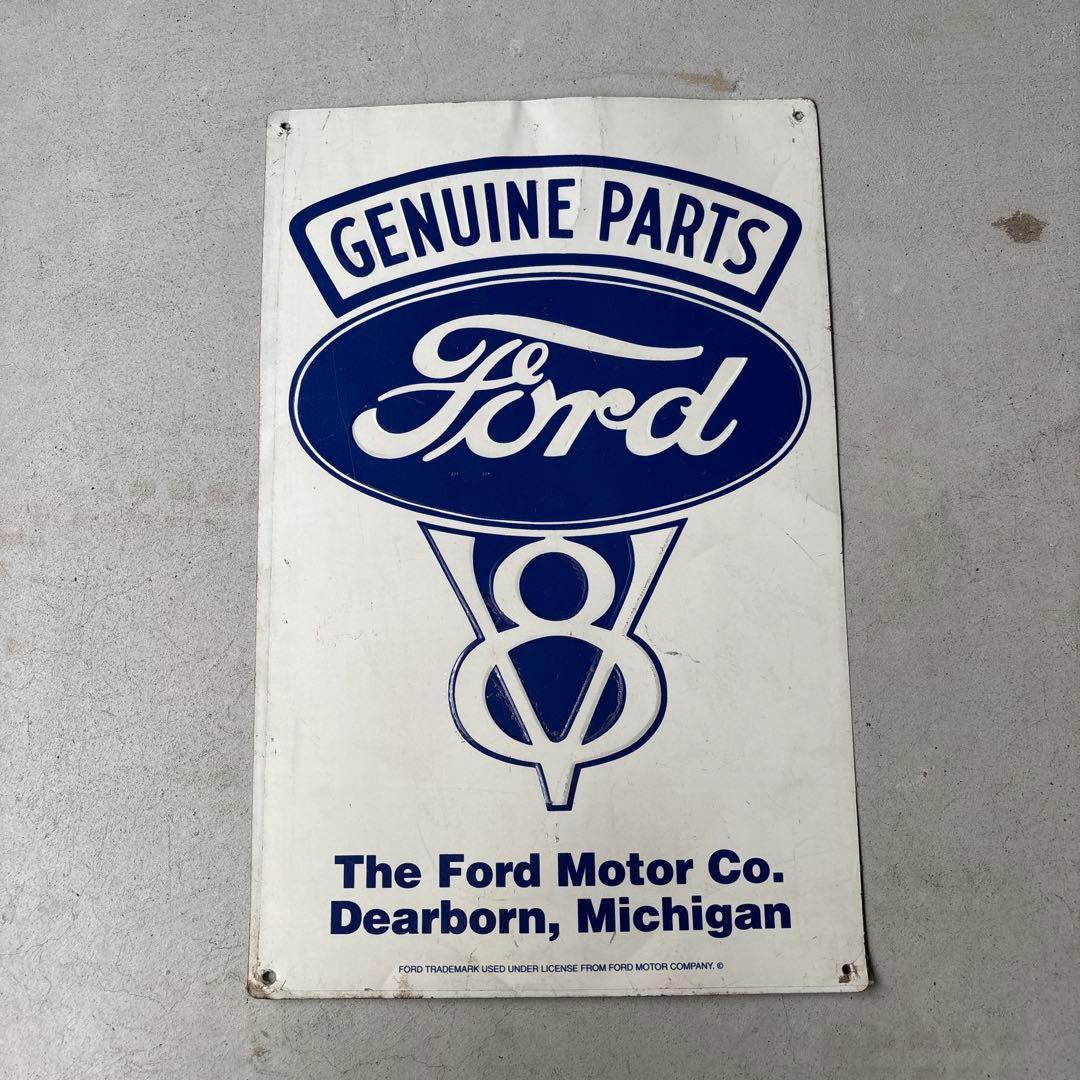 GENUINE PARTS
Ford
V8
The Ford Motor Co.
Dearborn, Michigan
FORD TRADEMARK USED UNDER LICENSE FROM FORD MOTOR COMPANY. ©